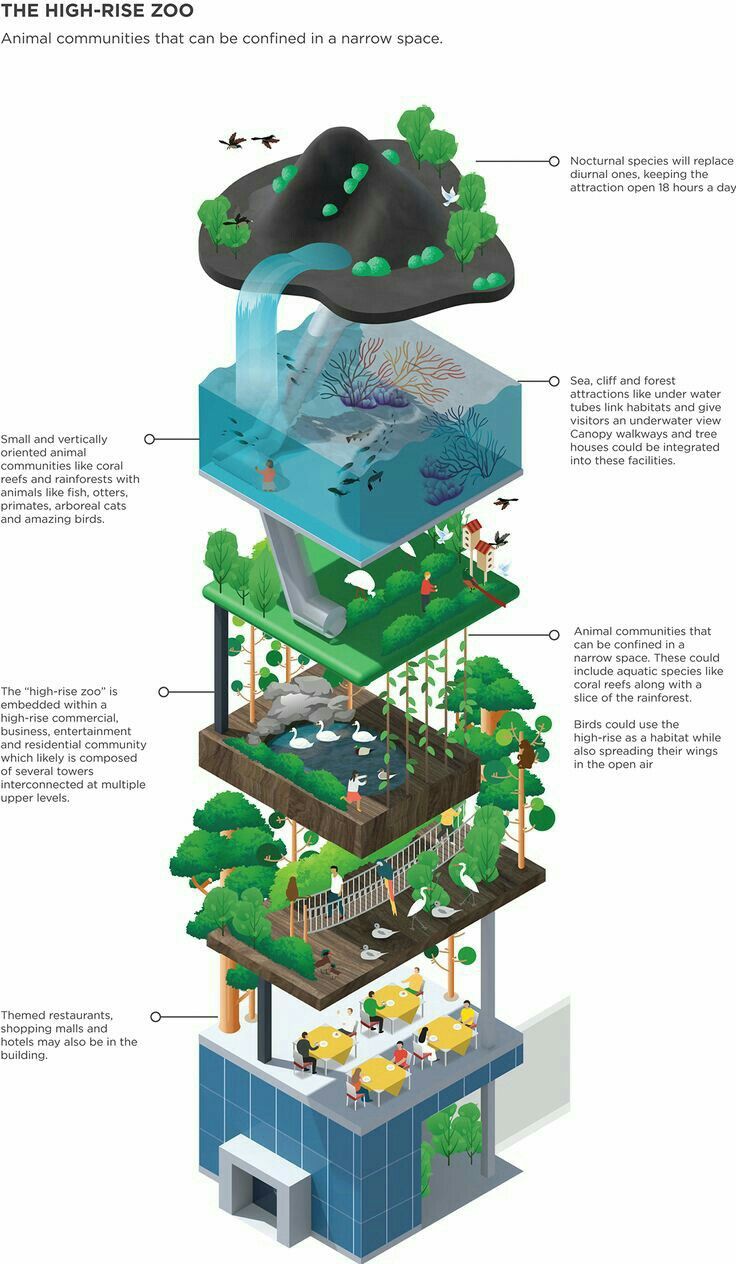 THE HIGH-RISE ZOO
Animal communities that can be confined in a narrow space.
Nocturnal species will replace
diurnal ones, keeping the
attraction open 18 hours a day
Sea, cliff and forest
attractions like under water
tubes link habitats and give
visitors an underwater view
Canopy walkways and tree
houses could be integrated
into these facilities.
Small and vertically
oriented animal
communities like coral
reefs and rainforests with
animals like fish, otters,
primates, arboreal cats
and amazing birds.
Animal communities that
can be confined in a
narrow space. These could
include aquatic species like
coral reefs along with a
slice of the rainforest.
Birds could use the
high-rise as a habitat while
also spreading their wings
in the open air
The “high-rise zoo” is
embedded within a
high-rise commercial,
business, entertainment
and residential community
which likely is composed
of several towers
interconnected at multiple
upper levels.
Themed restaurants,
shopping malls and
hotels may also be in the
building.